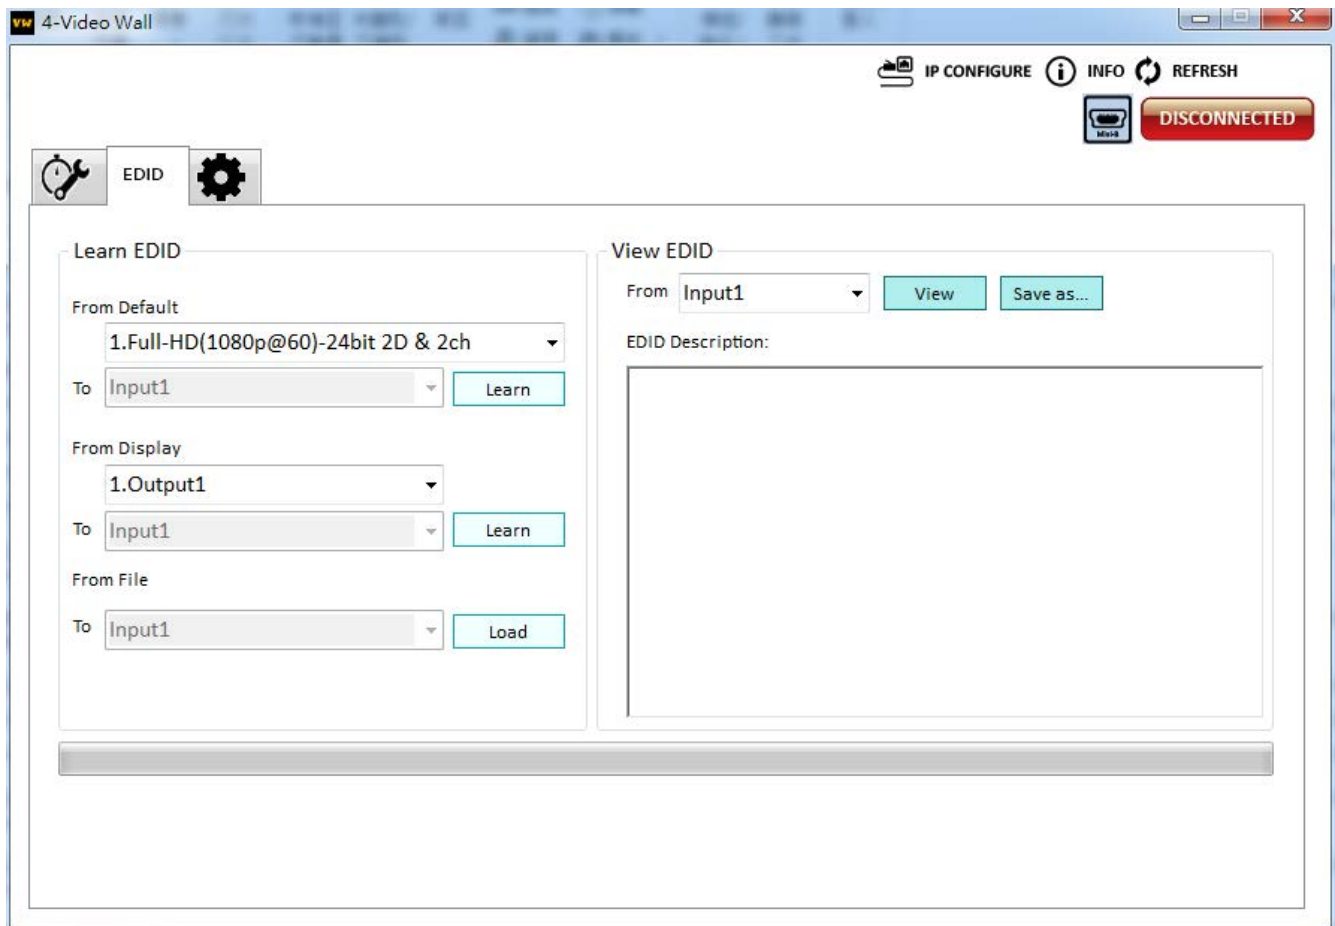 VW 4-Video Wall
IP CONFIGURE INFO REFRESH
Mini-B DISCONNECTED
EDID
Learn EDID
From Default
1.Full-HD(1080p@60)-24bit 2D & 2ch
To Input1 Learn
From Display
1.Output1
To Input1 Learn
From File
To Input1 Load
View EDID
From Input1 View Save as...
EDID Description: